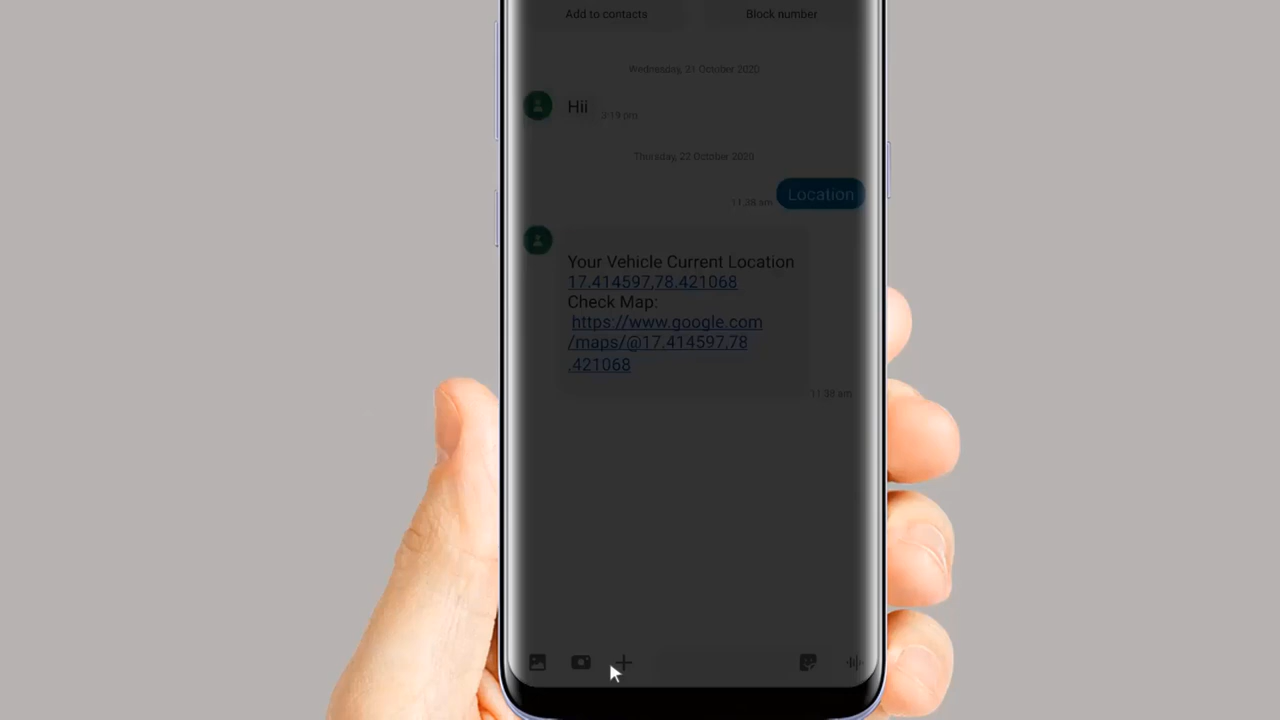 Add to contacts Block number
Wednesday, 21 October 2020
Hii 3:19 pm
Thursday, 22 October 2020
11.38 am Location
Your Vehicle Current Location
17.414597,78.421068
Check Map:
https://www.google.com
/maps/@17.414597,78
.421068
11.38 am